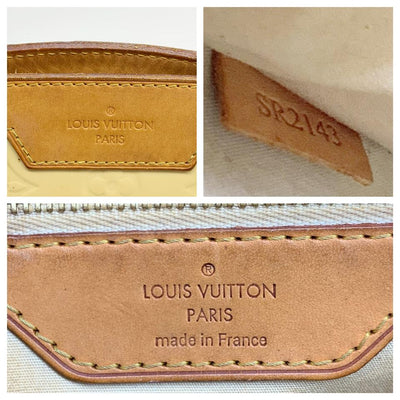 ®
LOUIS VUITTON
PARIS
SR2143
®
LOUIS VUITTON
PARIS
made in France